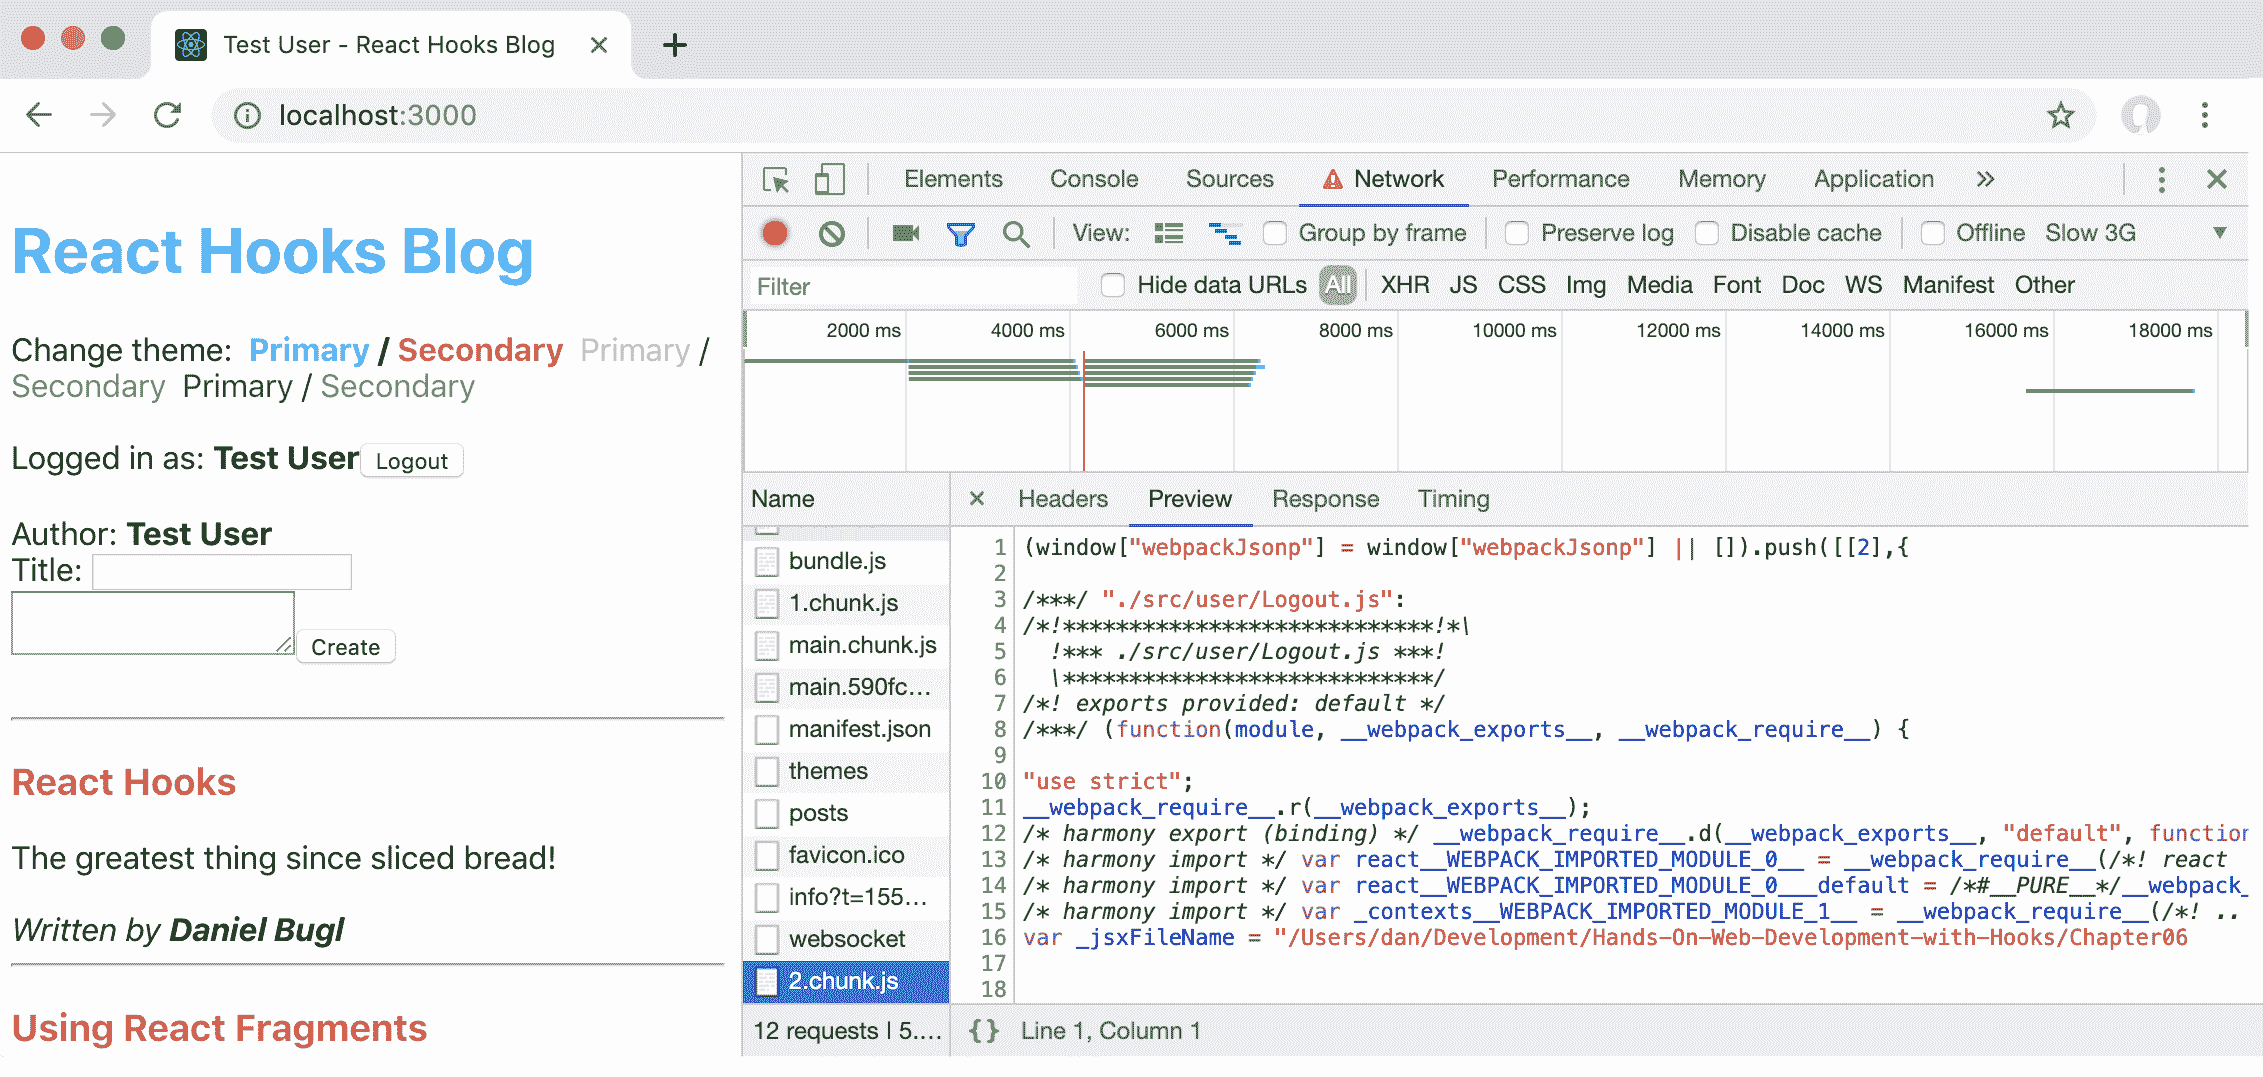 Test User - React Hooks Blog
localhost:3000
React Hooks Blog
Change theme: Primary / Secondary Primary /
Secondary Primary / Secondary
Logged in as: Test User Logout
Author: Test User
Title:
Create
React Hooks
The greatest thing since sliced bread!
Written by Daniel Bugl
Using React Fragments
Elements Console Sources Network Performance Memory Application
View: Group by frame Preserve log Disable cache Offline Slow 3G
Filter Hide data URLs All XHR JS CSS Img Media Font Doc WS Manifest Other
2000 ms 4000 ms 6000 ms 8000 ms 10000 ms 12000 ms 14000 ms 16000 ms 18000 ms
Name
bundle.js
1.chunk.js
main.chunk.js
main.590fc...
manifest.json
themes
posts
favicon.ico
info?t=155...
websocket
2.chunk.js
12 requests | 5....
Headers Preview Response Timing
1 (window["webpackJsonp"] = window["webpackJsonp"] || []).push([[2],{
2
3 /***/ "./src/user/Logout.js":
4 /*!****************************!*\
5 !*** ./src/user/Logout.js ***!
6 \****************************/
7 /*! exports provided: default */
8 /***/ (function(module, __webpack_exports__, __webpack_require__) {
9
10 "use strict";
11 __webpack_require__.r(__webpack_exports__);
12 /* harmony export (binding) */ __webpack_require__.d(__webpack_exports__, "default", function
13 /* harmony import */ var react__WEBPACK_IMPORTED_MODULE_0__ = __webpack_require__(/*! react
14 /* harmony import */ var react__WEBPACK_IMPORTED_MODULE_0___default = /*#__PURE__*/__webpack_
15 /* harmony import */ var _contexts__WEBPACK_IMPORTED_MODULE_1__ = __webpack_require__(/*! ..
16 var _jsxFileName = "/Users/dan/Development/Hands-On-Web-Development-with-Hooks/Chapter06
17
18
{} Line 1, Column 1